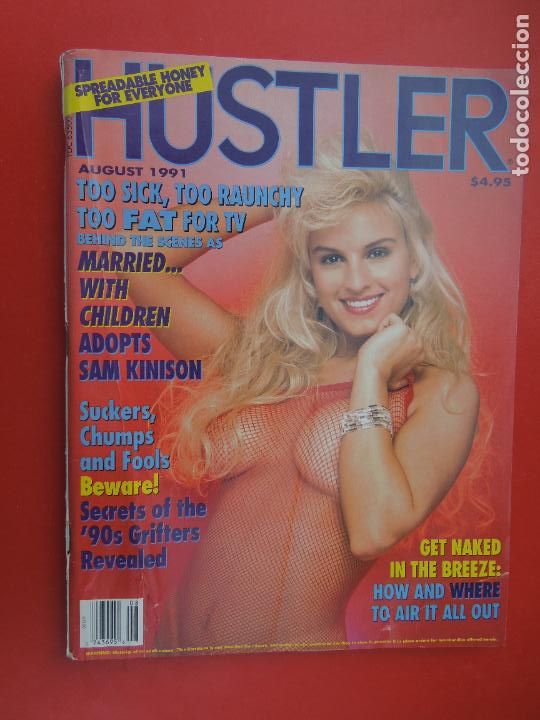 SPREADABLE HONEY
FOR EVERYONE
HUSTLER
AUGUST 1991
$4.95
TOO SICK, TOO RAUNCHY
TOO FAT FOR TV
BEHIND THE SCENES AS
MARRIED...
WITH
CHILDREN
ADOPTS
SAM KINISON
Suckers,
Chumps
and Fools
Beware!
Secrets of the
'90s Grifters
Revealed
GET NAKED
IN THE BREEZE:
HOW AND WHERE
TO AIR IT ALL OUT
08
todocoleccion